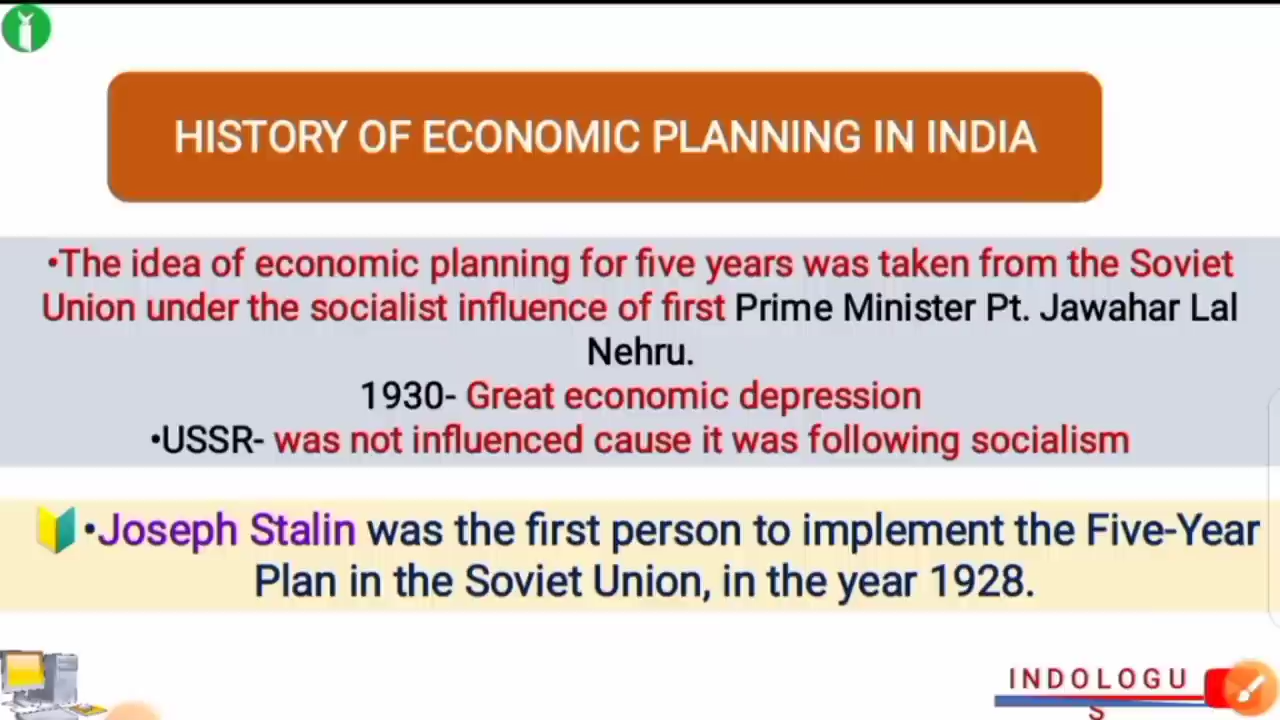 HISTORY OF ECONOMIC PLANNING IN INDIA
•The idea of economic planning for five years was taken from the Soviet
Union under the socialist influence of first Prime Minister Pt. Jawahar Lal
Nehru.
1930- Great economic depression
•USSR- was not influenced cause it was following socialism
•Joseph Stalin was the first person to implement the Five-Year
Plan in the Soviet Union, in the year 1928.
INDOLOGU
S